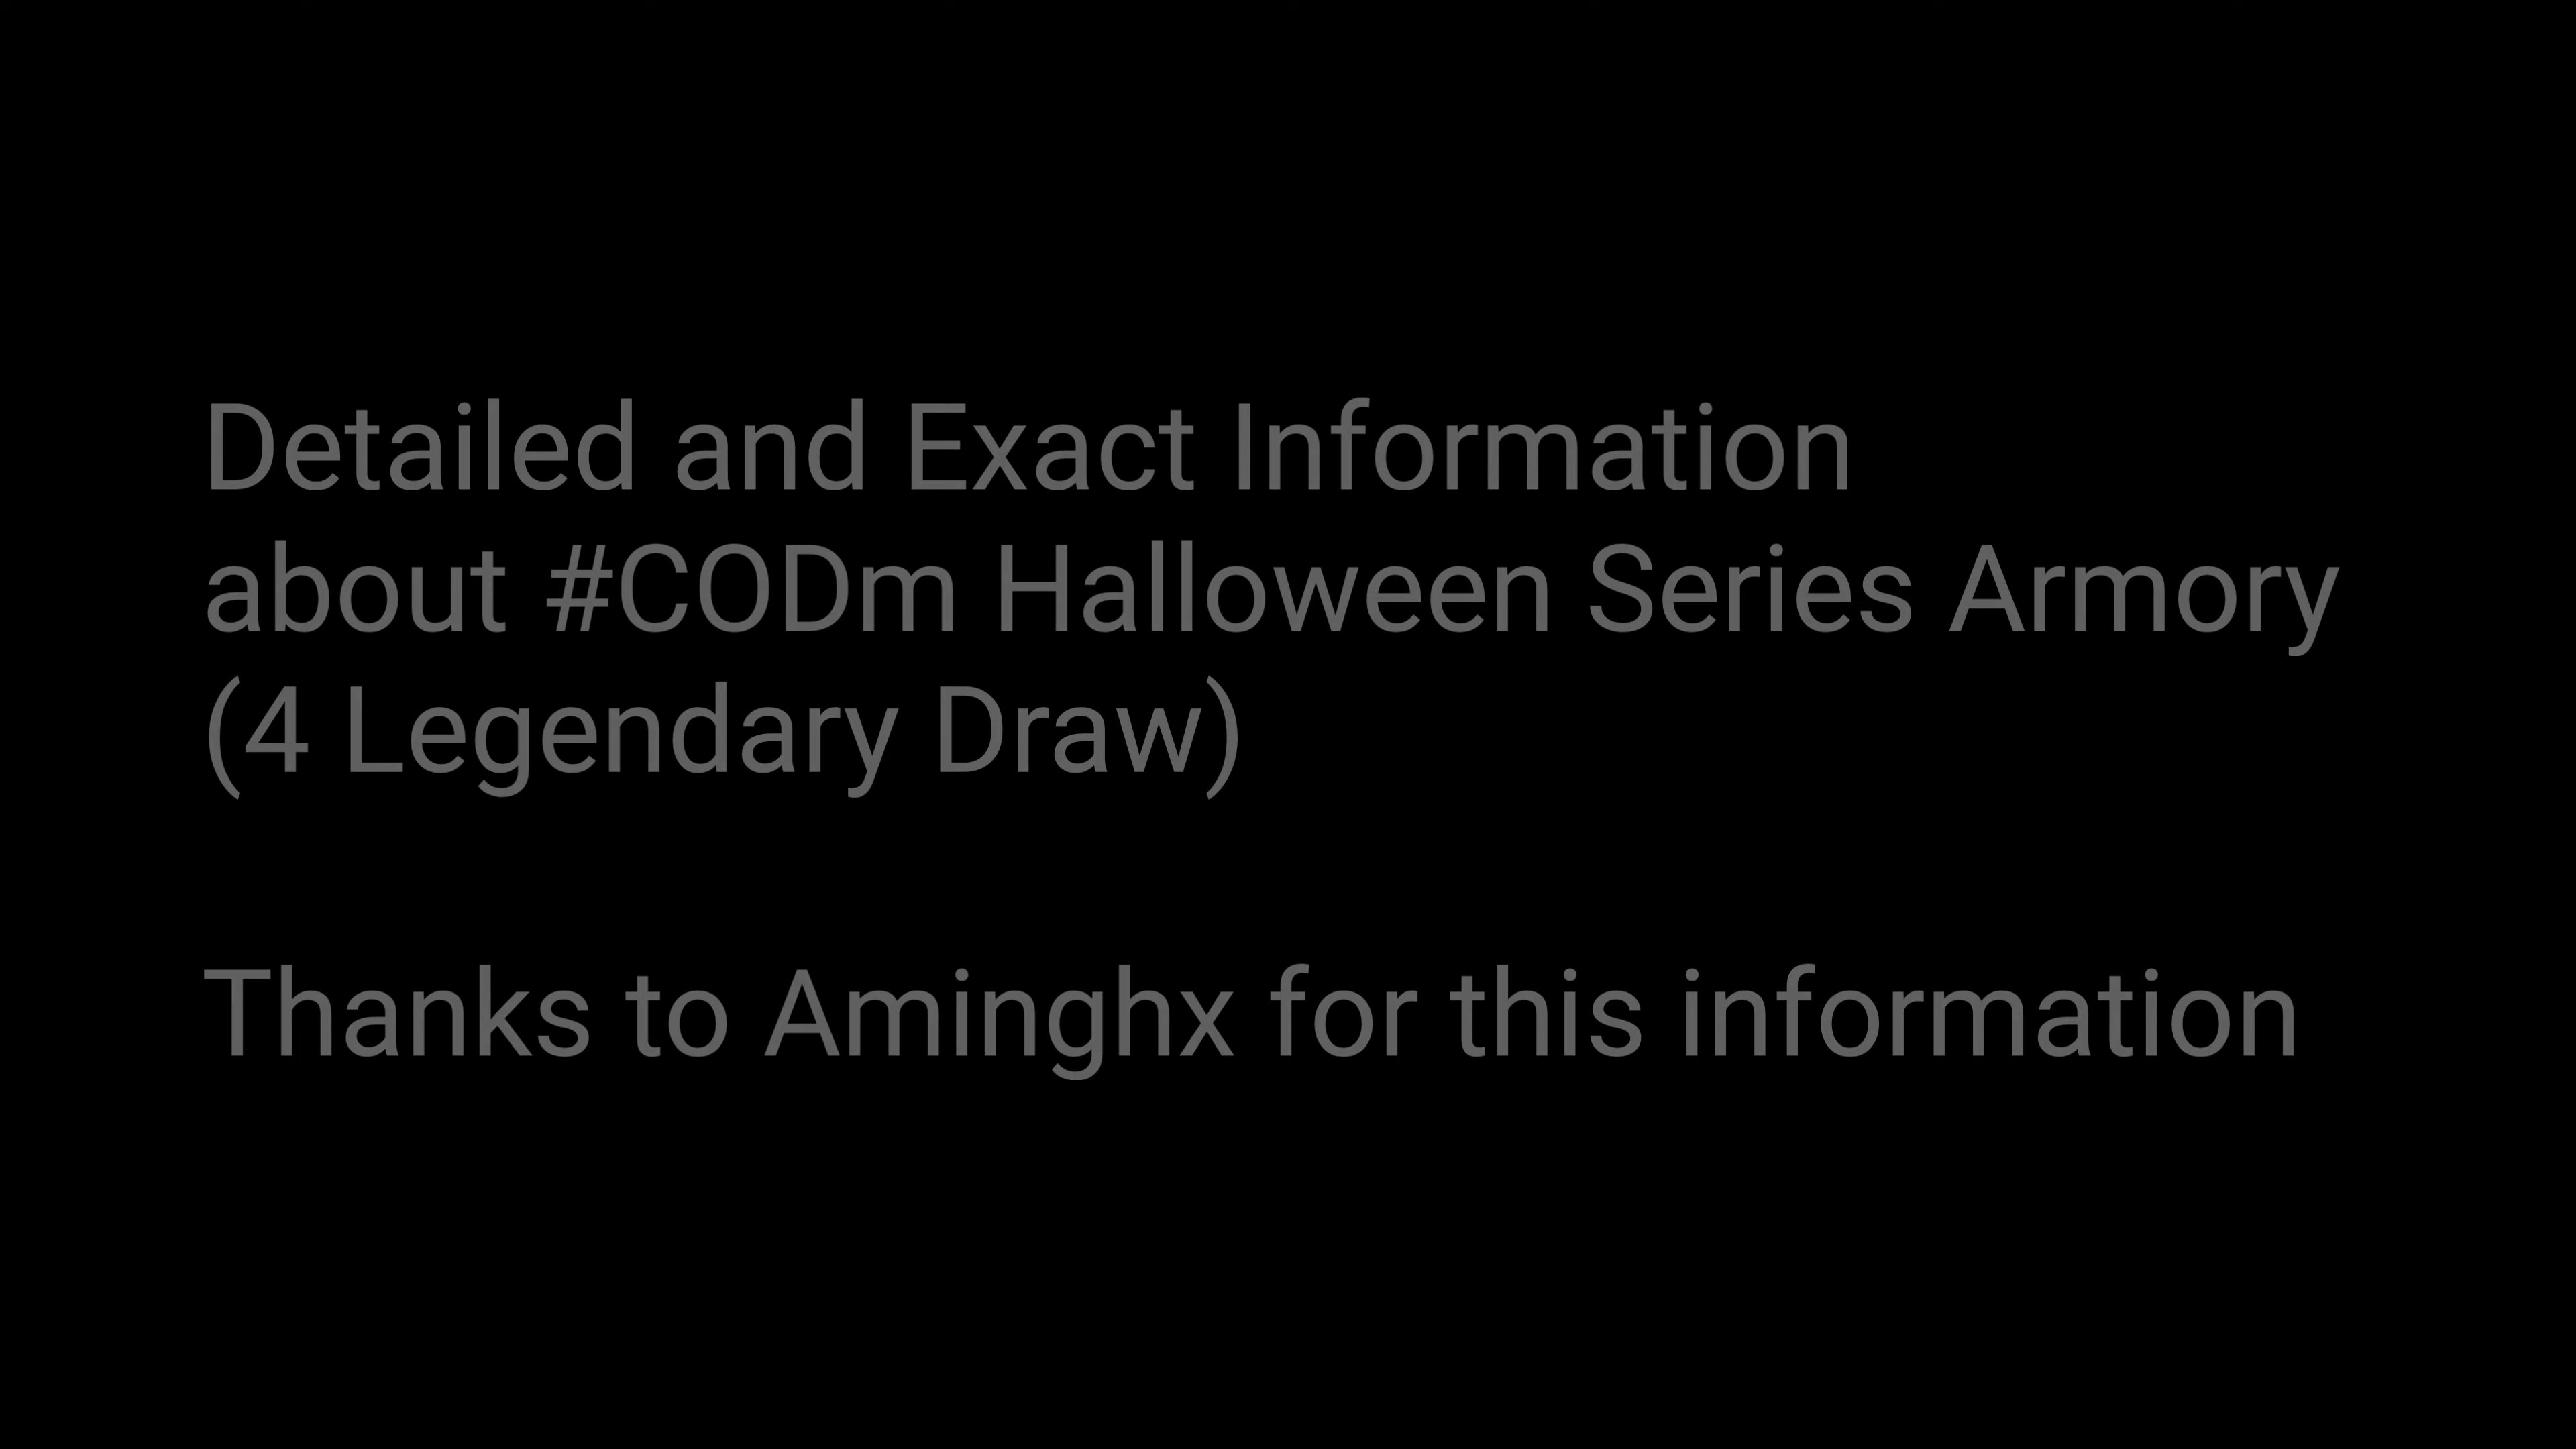 Detailed and Exact Information
about #CODm Halloween Series Armory
(4 Legendary Draw)
Thanks to Aminghx for this information